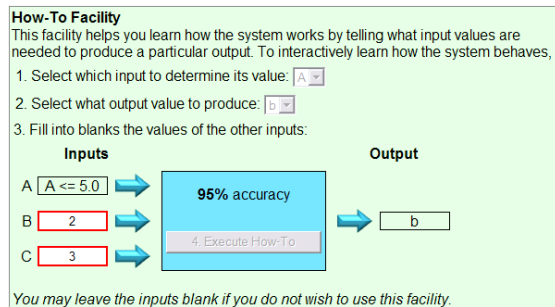 How-To Facility
This facility helps you learn how the system works by telling what input values are
needed to produce a particular output. To interactively learn how the system behaves,
1. Select which input to determine its value: A
2. Select what output value to produce: b
3. Fill into blanks the values of the other inputs:
Inputs Output
A A <= 5.0
95% accuracy
B 2 b
4. Execute How-To
C 3
You may leave the inputs blank if you do not wish to use this facility.